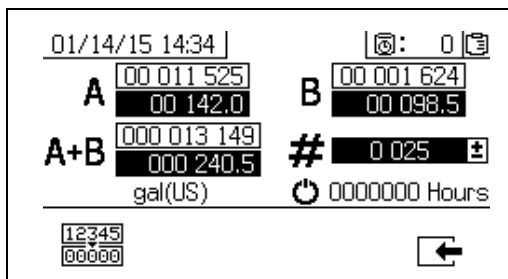 01/14/15 14:34 : 0
A 00 011 525 B 00 001 624
00 142.0 00 098.5
A+B 000 013 149 # 0 025 ±
000 240.5
gal(US) 0000000 Hours
12345
00000